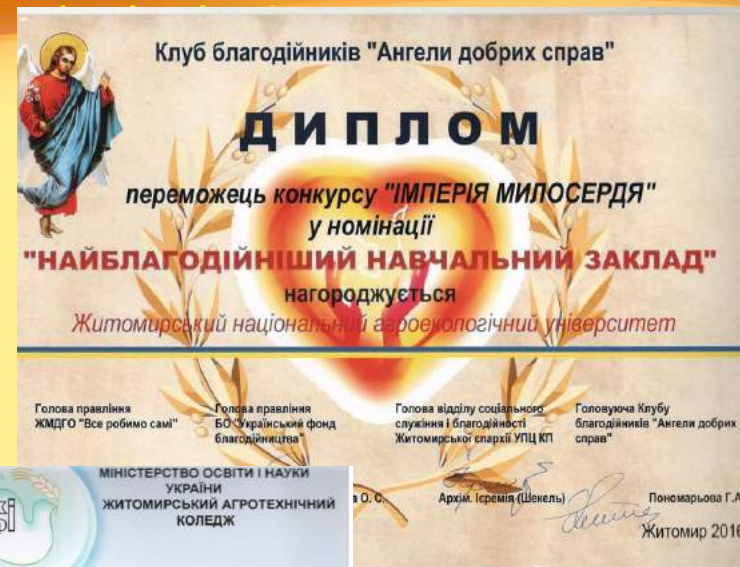 Клуб благодійників "Ангели добрих справ"
ДИПЛОМ
переможець конкурсу "ІМПЕРІЯ МИЛОСЕРДЯ"
у номінації
"НАЙБЛАГОДІЙНІШИЙ НАВЧАЛЬНИЙ ЗАКЛАД"
нагороджується
Житомирський національний агроекологічний університет
Голова правління
ЖМДГО "Все робимо самі"
Голова правління
БО "Український фонд
благодійництва"
Голова відділу соціального
служіння і благодійності
Житомирської єпархії УПЦ КП
Головуюча Клубу
благодійників "Ангели добрих
справ"
а О. С.
Архім. Ієремія (Шекель)
Пономарьова Г.А
Житомир 2016
МІНІСТЕРСТВО ОСВІТИ І НАУКИ
УКРАЇНИ
ЖИТОМИРСЬКИЙ АГРОТЕХНІЧНИЙ
КОЛЕДЖ